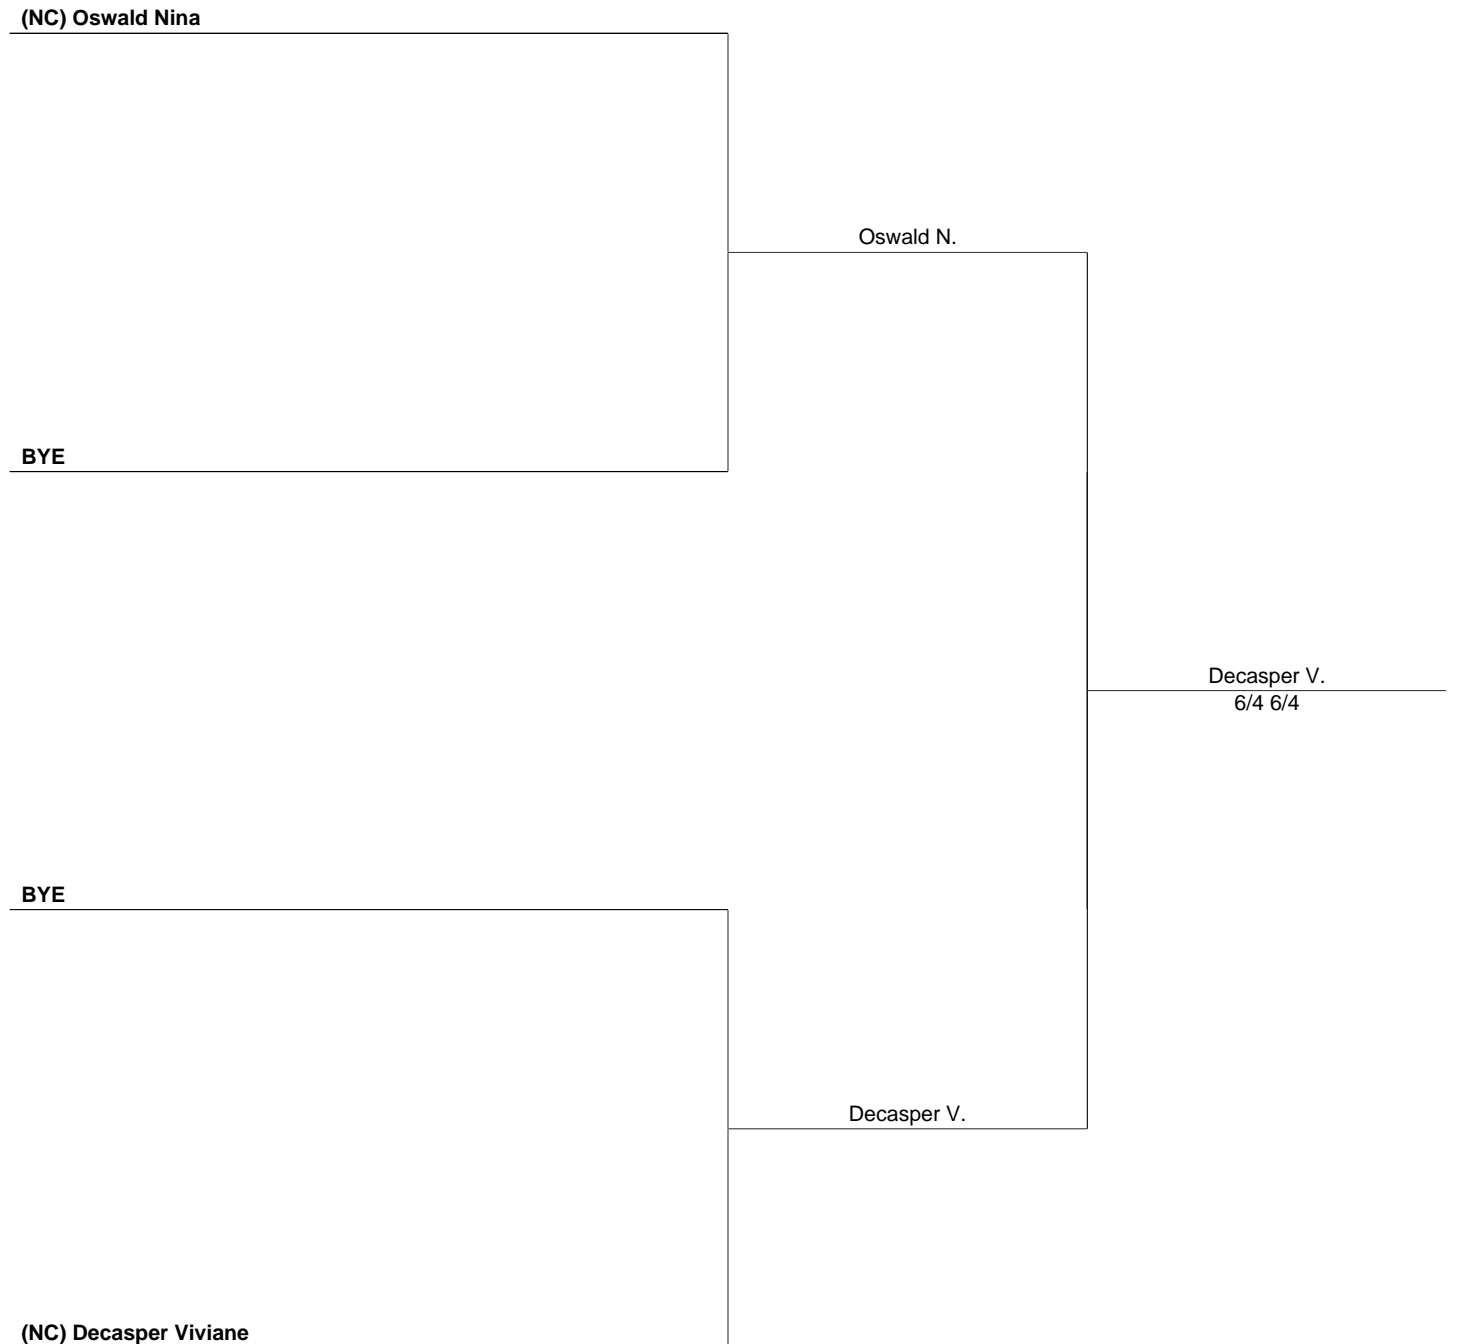 (NC) Oswald Nina
Oswald N.
BYE
Decasper V.
6/4 6/4
BYE
Decasper V.
(NC) Decasper Viviane